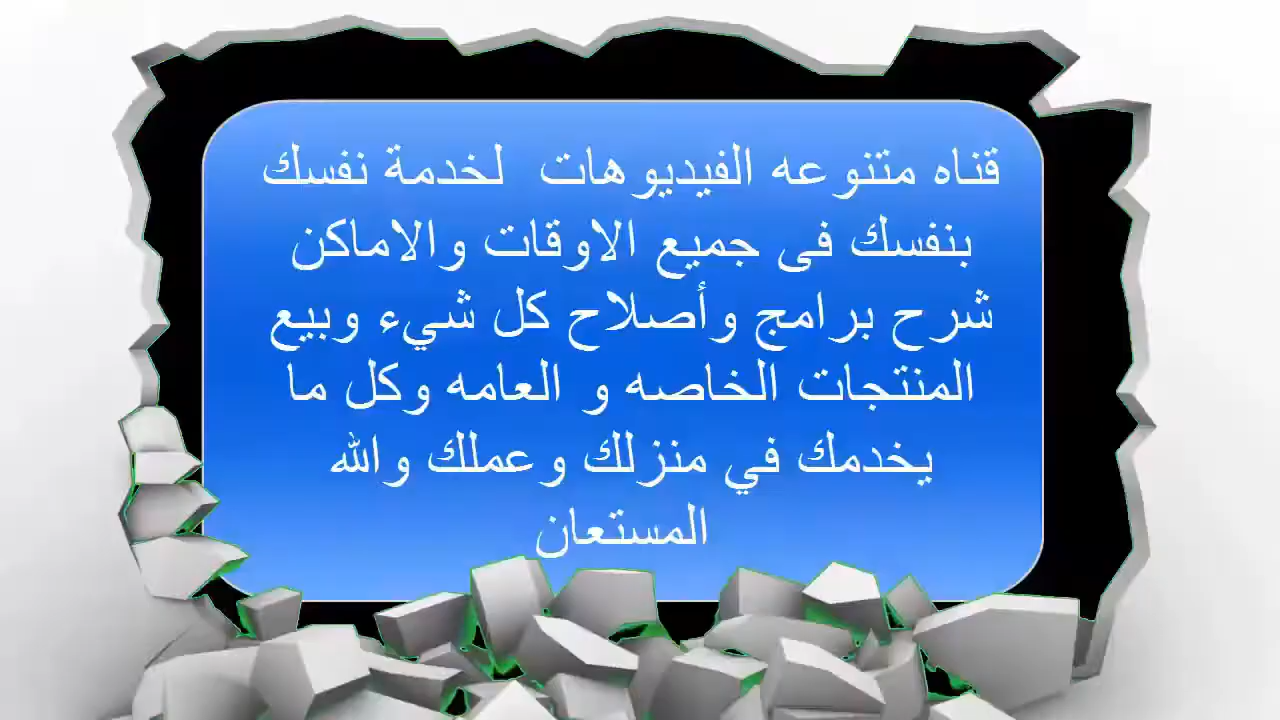 قناه متنوعه الفيديوهات لخدمة نفسك
بنفسك فى جميع الاوقات والاماكن
شرح برامج وأصلاح كل شيء وبيع
المنتجات الخاصه و العامه وكل ما
يخدمك في منزلك وعملك والله
المستعان